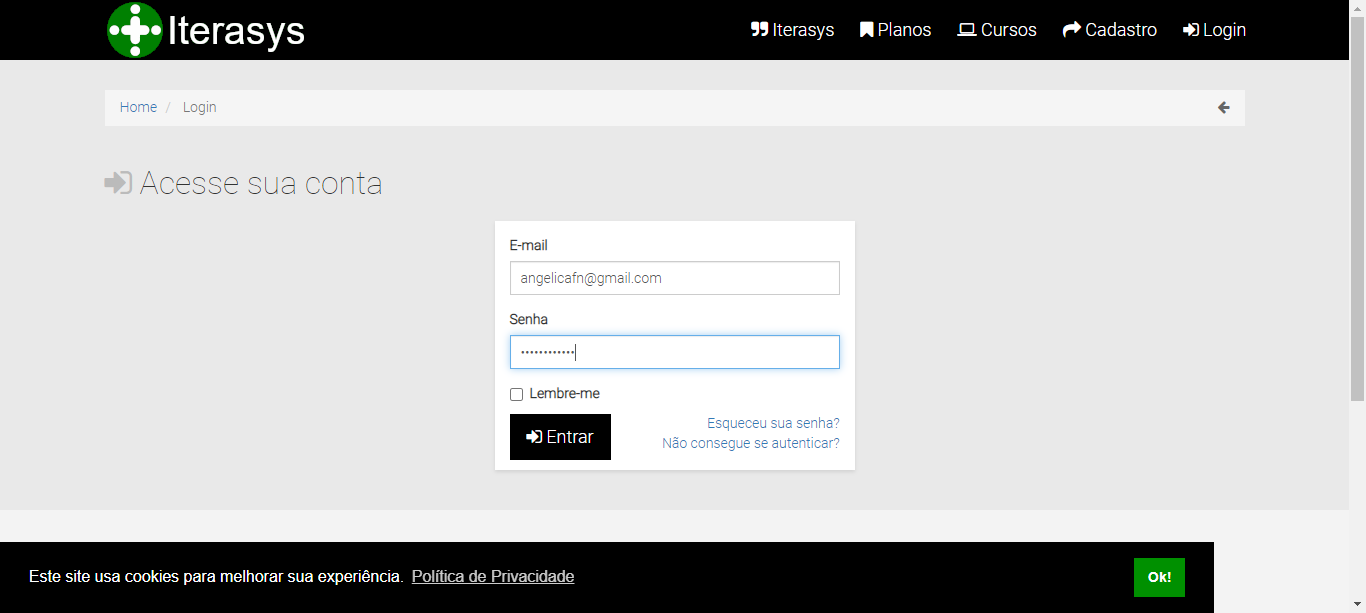 Iterasys
Iterasys Planos Cursos Cadastro Login
Home / Login
Acesse sua conta
E-mail
angelicafn@gmail.com
Senha
••••••••••••
Lembre-me
Entrar
Esqueceu sua senha?
Não consegue se autenticar?
Este site usa cookies para melhorar sua experiência. Política de Privacidade
Ok!